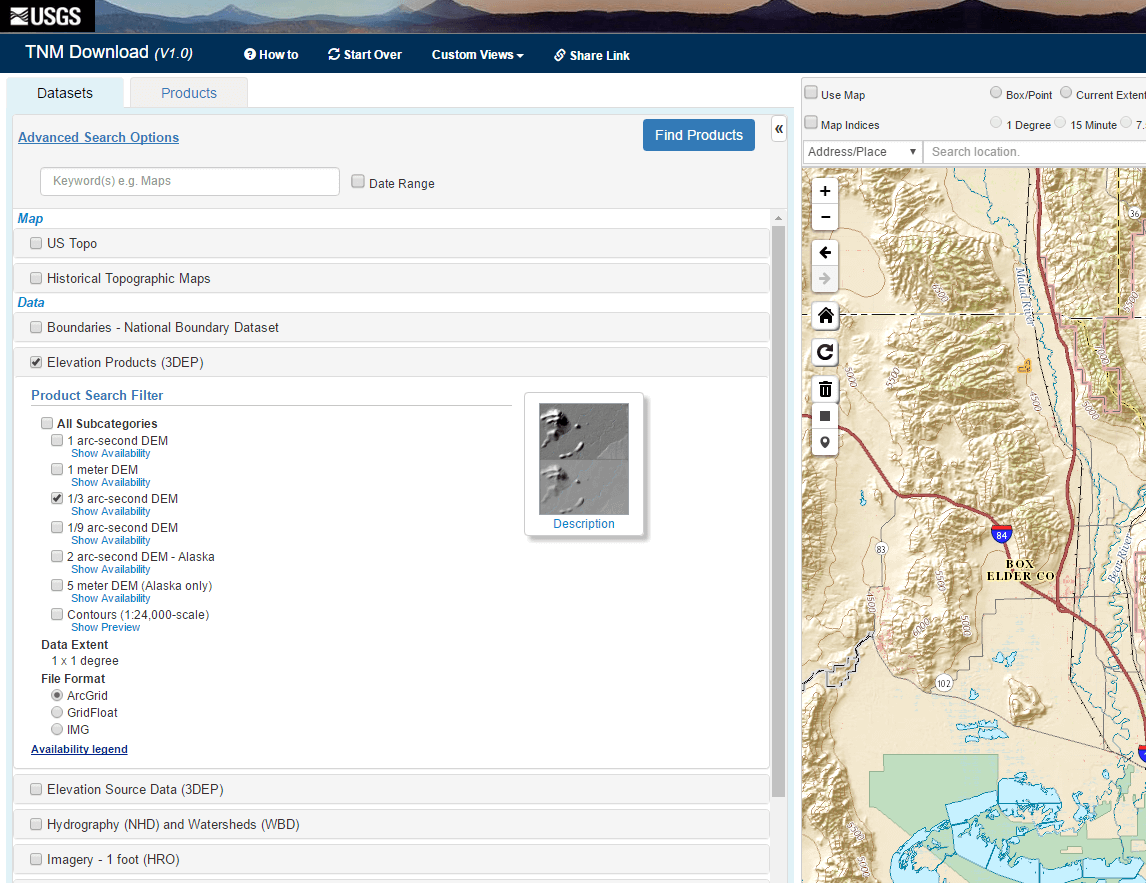 USGS
TNM Download (V1.0)
How to
Start Over
Custom Views
Share Link
Datasets
Products
Advanced Search Options
Find Products
«
Keyword(s) e.g. Maps
Date Range
Map
US Topo
Historical Topographic Maps
Data
Boundaries - National Boundary Dataset
Elevation Products (3DEP)
Product Search Filter
All Subcategories
1 arc-second DEM
Show Availability
1 meter DEM
Show Availability
1/3 arc-second DEM
Show Availability
1/9 arc-second DEM
Show Availability
2 arc-second DEM - Alaska
Show Availability
5 meter DEM (Alaska only)
Show Availability
Contours (1:24,000-scale)
Show Preview
Description
Data Extent
1 x 1 degree
File Format
ArcGrid
GridFloat
IMG
Availability legend
Elevation Source Data (3DEP)
Hydrography (NHD) and Watersheds (WBD)
Imagery - 1 foot (HRO)
Use Map
Box/Point
Current Extent
Map Indices
1 Degree
15 Minute
7.
Address/Place
Search location.
+
−
36
4500
Malad River
5000
7000
5000
5500
5000
4500
84
83
BOX
ELDER CO
Bear River
5500
4500
6000
5000
102
5500